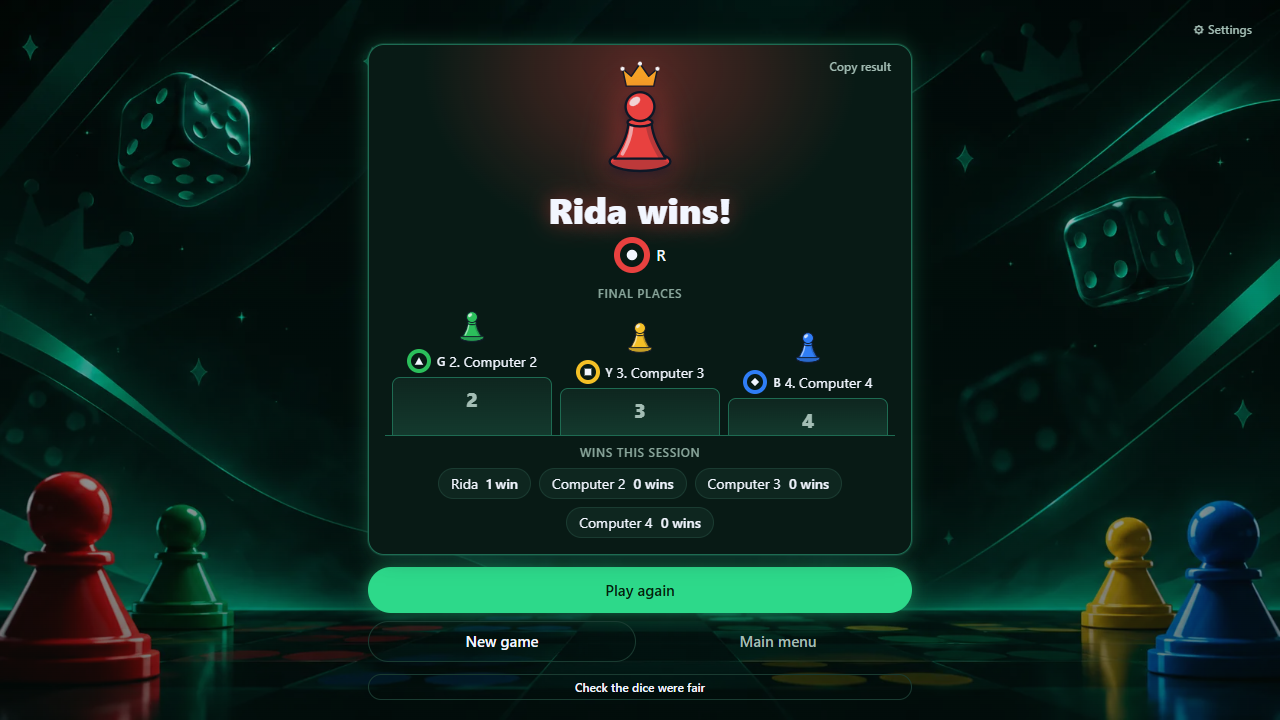 ⚙ Settings
Copy result
Rida wins!
R
FINAL PLACES
G 2. Computer 2
Y 3. Computer 3
B 4. Computer 4
2
3
4
WINS THIS SESSION
Rida 1 win
Computer 2 0 wins
Computer 3 0 wins
Computer 4 0 wins
Play again
New game
Main menu
Check the dice were fair